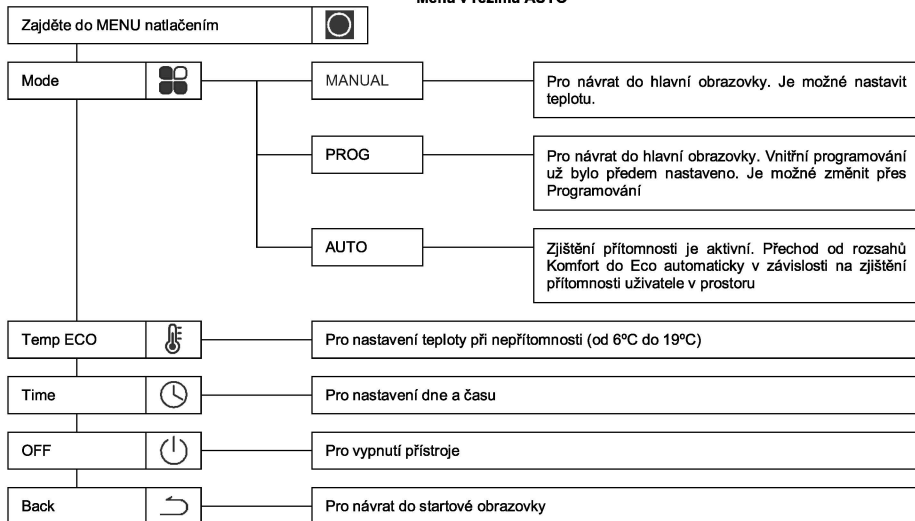 Menu v režimu AUTO
Zajděte do MENU natlačením
Mode
MANUAL
Pro návrat do hlavní obrazovky. Je možné nastavit
teplotu.
PROG
Pro návrat do hlavní obrazovky. Vnitřní programování
už bylo předem nastaveno. Je možné změnit přes
Programování
AUTO
Zjištění přítomnosti je aktivní. Přechod od rozsahů
Komfort do Eco automaticky v závislosti na zjištění
přítomnosti uživatele v prostoru
Temp ECO
Pro nastavení teploty při nepřítomnosti (od 6ºC do 19ºC)
Time
Pro nastavení dne a času
OFF
Pro vypnutí přístroje
Back
Pro návrat do startové obrazovky